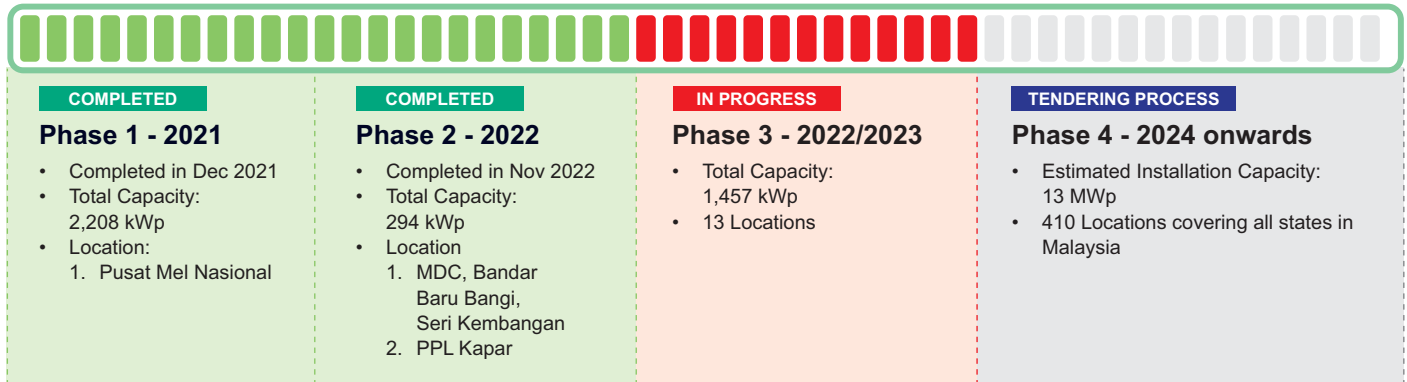 COMPLETED
Phase 1 - 2021
• Completed in Dec 2021
• Total Capacity:
2,208 kWp
• Location:
1. Pusat Mel Nasional
COMPLETED
Phase 2 - 2022
• Completed in Nov 2022
• Total Capacity:
294 kWp
• Location
1. MDC, Bandar
Baru Bangi,
Seri Kembangan
2. PPL Kapar
IN PROGRESS
Phase 3 - 2022/2023
• Total Capacity:
1,457 kWp
• 13 Locations
TENDERING PROCESS
Phase 4 - 2024 onwards
• Estimated Installation Capacity:
13 MWp
• 410 Locations covering all states in
Malaysia